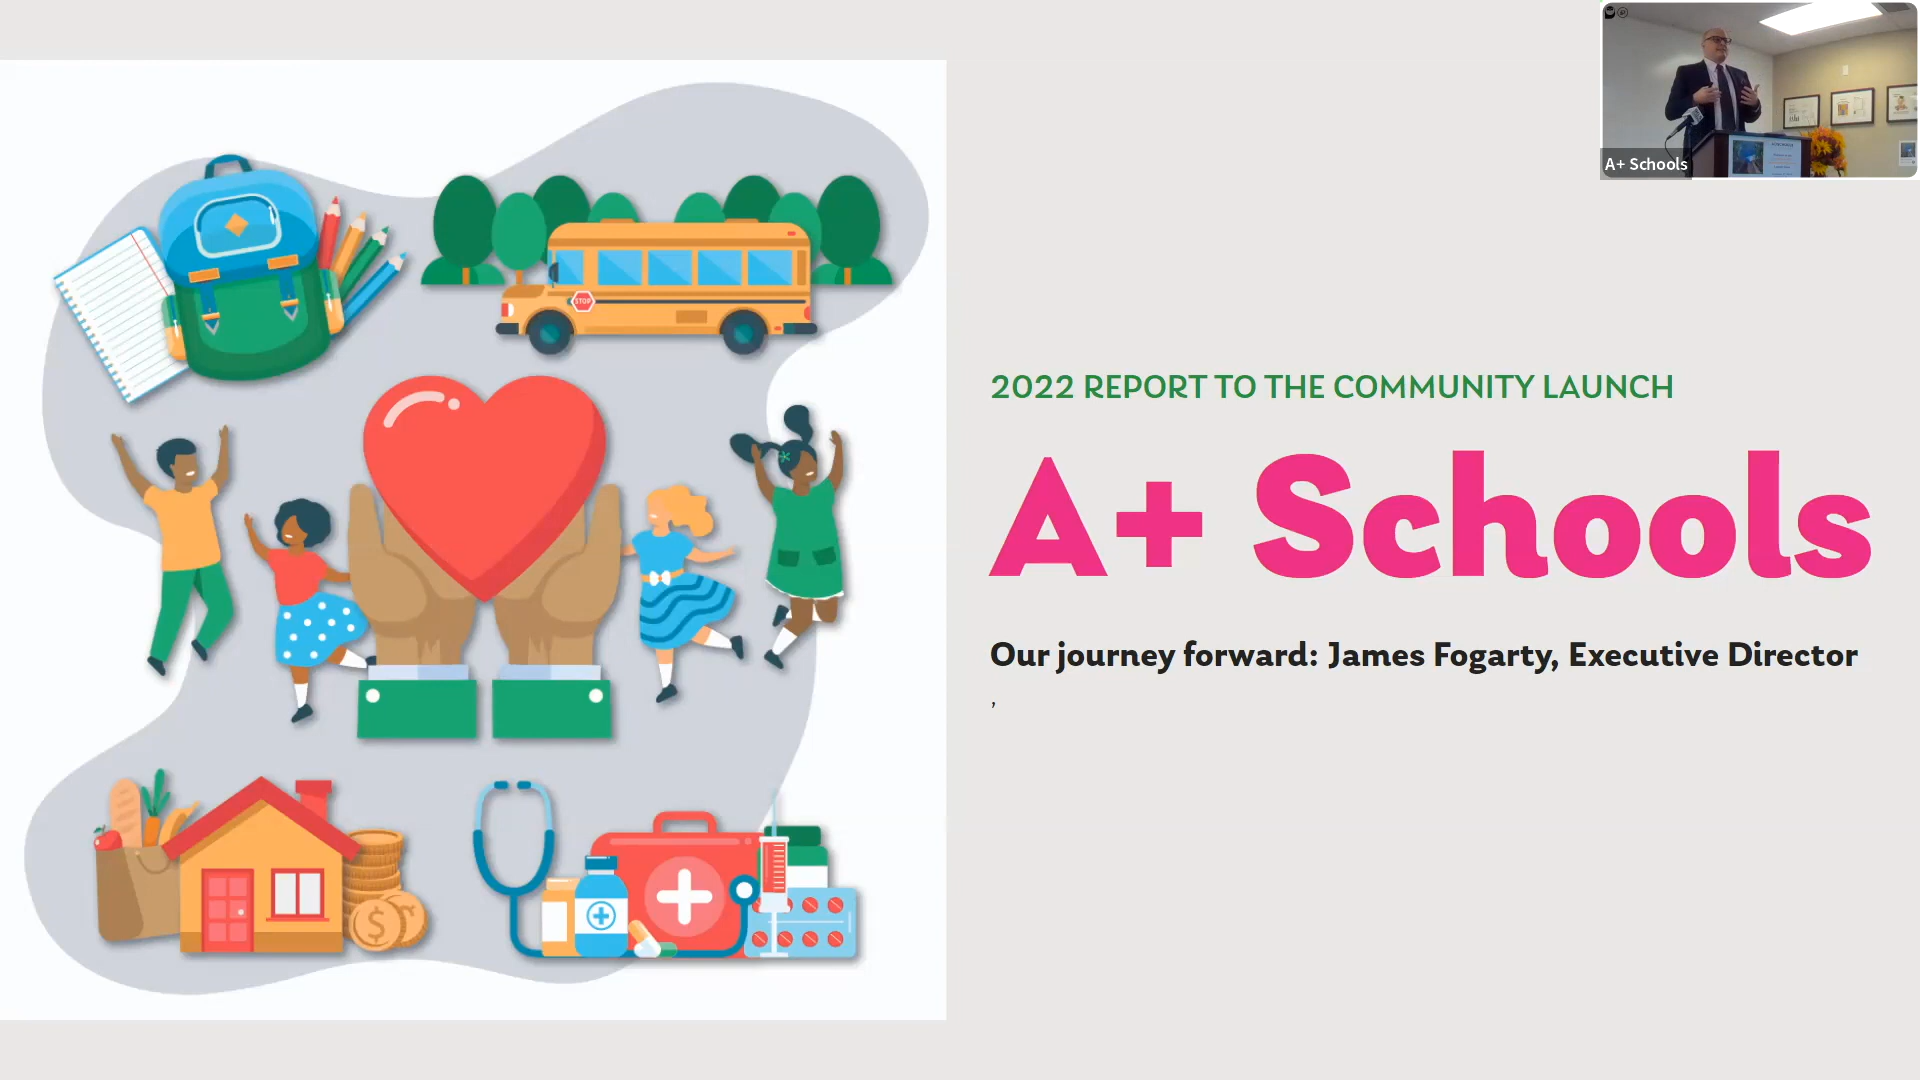 A+ Schools
2022 REPORT TO THE COMMUNITY LAUNCH
A+ Schools
Our journey forward: James Fogarty, Executive Director
,
STOP
$